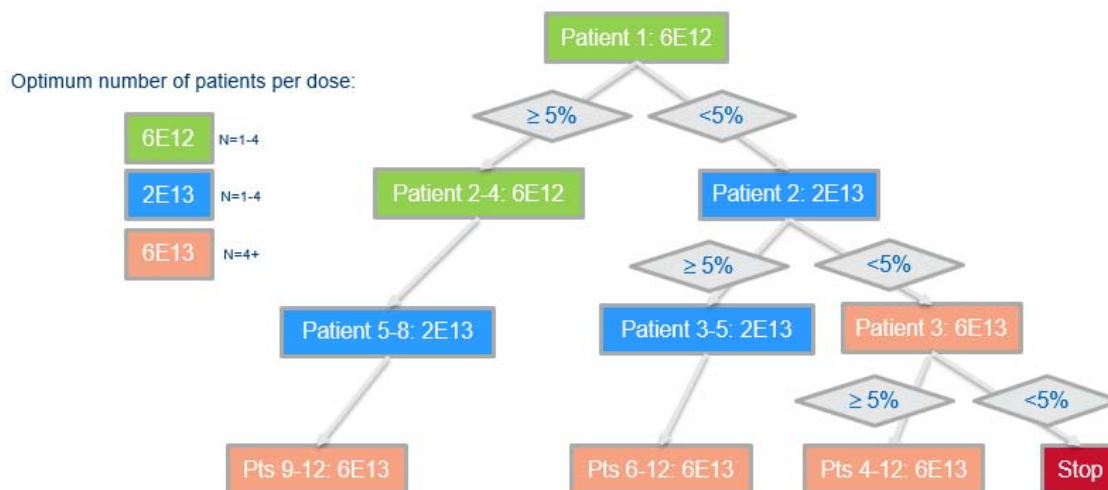 Patient 1: 6E12
Optimum number of patients per dose:
≥ 5%
<5%
6E12 N=1-4
2E13 N=1-4
6E13 N=4+
Patient 2-4: 6E12
Patient 2: 2E13
≥ 5%
<5%
Patient 5-8: 2E13
Patient 3-5: 2E13
Patient 3: 6E13
≥ 5%
<5%
Pts 9-12: 6E13
Pts 6-12: 6E13
Pts 4-12: 6E13
Stop